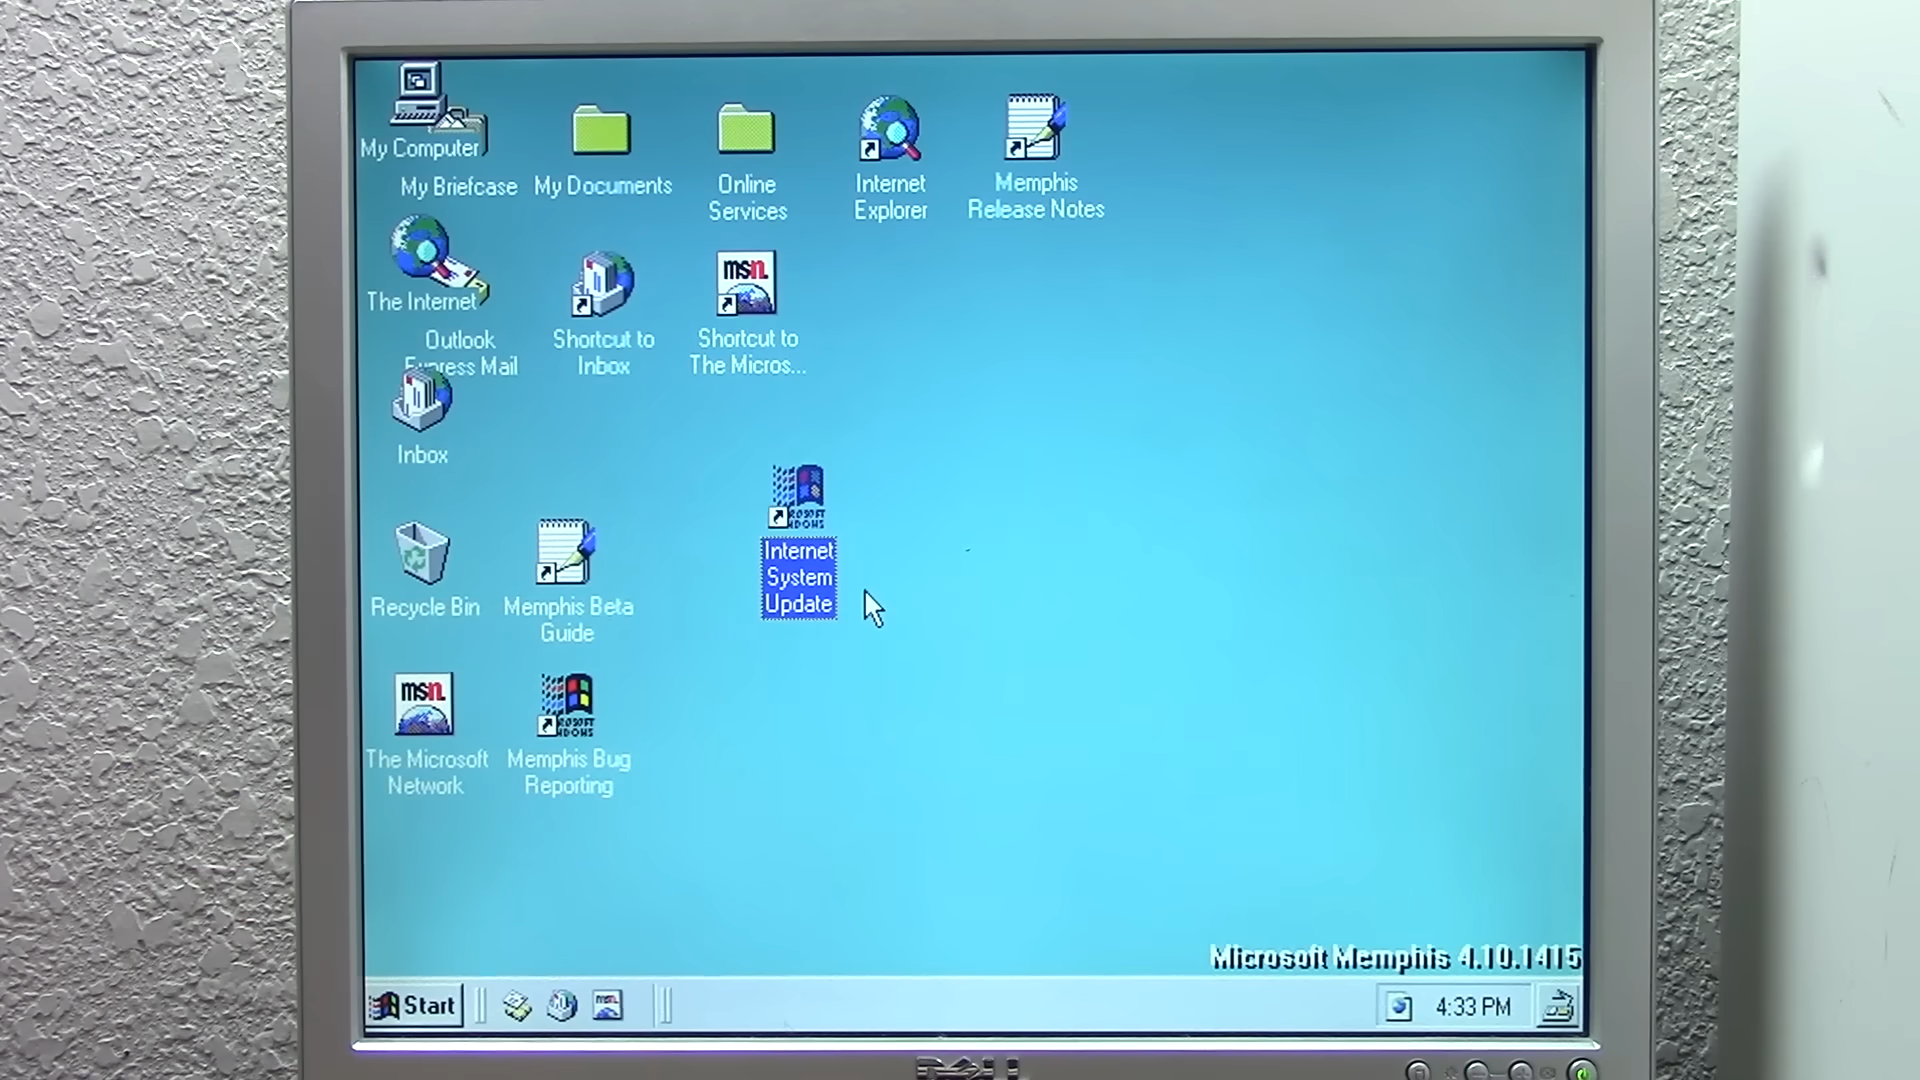 My Computer
My Briefcase
My Documents
Online
Services
Internet
Explorer
Memphis
Release Notes
The Internet
Outlook
Express Mail
msn.
Shortcut to
Inbox
Shortcut to
The Micros...
Inbox
Internet
System
Update
Recycle Bin
Memphis Beta
Guide
msn.
The Microsoft
Network
Memphis Bug
Reporting
Microsoft Memphis 4.10.1415
Start
msn
4:33 PM
DELL